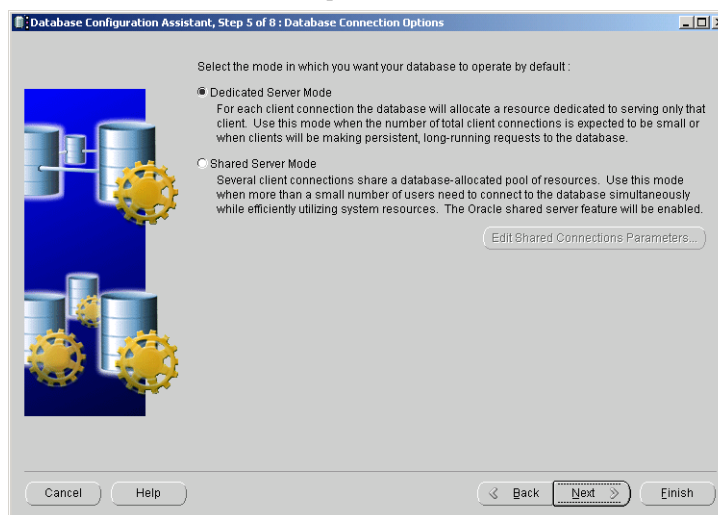 Database Configuration Assistant, Step 5 of 8 : Database Connection Options
Select the mode in which you want your database to operate by default :
Dedicated Server Mode
For each client connection the database will allocate a resource dedicated to serving only that
client. Use this mode when the number of total client connections is expected to be small or
when clients will be making persistent, long-running requests to the database.
Shared Server Mode
Several client connections share a database-allocated pool of resources. Use this mode
when more than a small number of users need to connect to the database simultaneously
while efficiently utilizing system resources. The Oracle shared server feature will be enabled.
Edit Shared Connections Parameters...
Cancel
Help
Back
Next
Finish